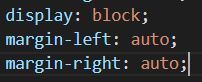 display: block;
margin-left: auto;
margin-right: auto;